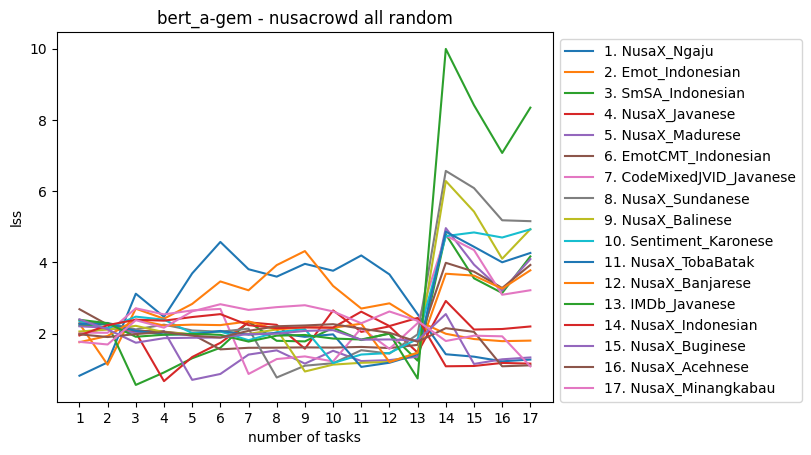 bert_a-gem - nusacrowd all random
10
8
6
4
2
lss
1 2 3 4 5 6 7 8 9 10 11 12 13 14 15 16 17
number of tasks
1. NusaX_Ngaju
2. Emot_Indonesian
3. SmSA_Indonesian
4. NusaX_Javanese
5. NusaX_Madurese
6. EmotCMT_Indonesian
7. CodeMixedJVID_Javanese
8. NusaX_Sundanese
9. NusaX_Balinese
10. Sentiment_Karonese
11. NusaX_TobaBatak
12. NusaX_Banjarese
13. IMDb_Javanese
14. NusaX_Indonesian
15. NusaX_Buginese
16. NusaX_Acehnese
17. NusaX_Minangkabau